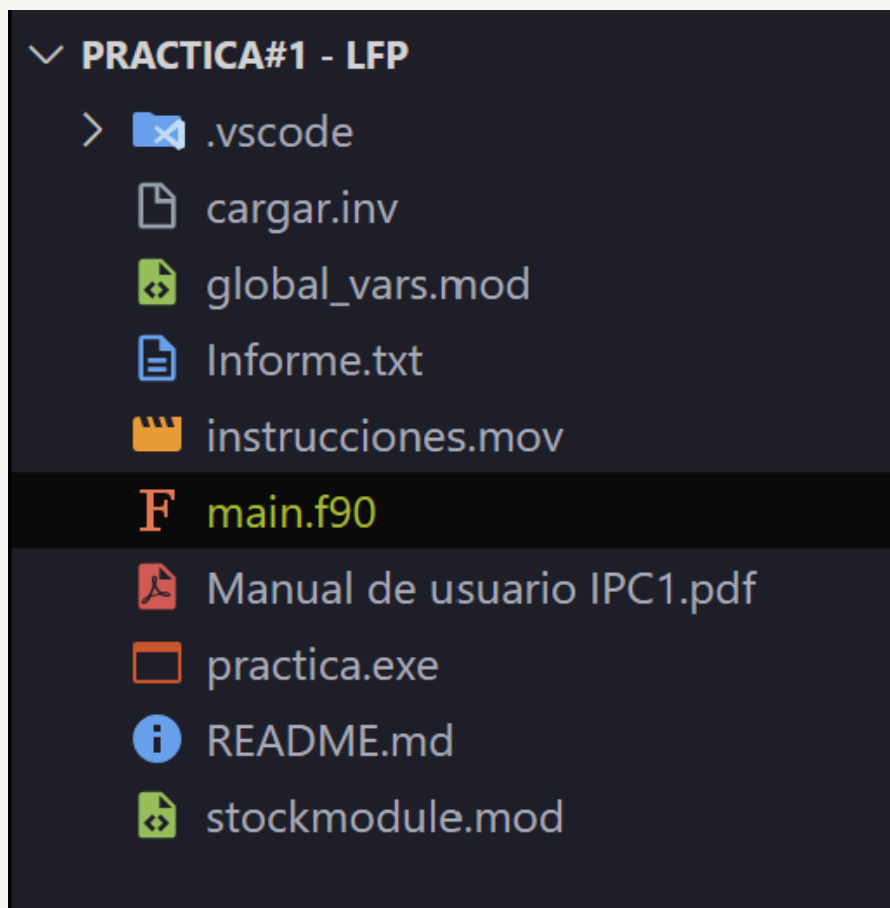 PRACTICA#1 - LFP
.vscode
cargar.inv
global_vars.mod
Informe.txt
instrucciones.mov
F main.f90
Manual de usuario IPC1.pdf
practica.exe
README.md
stockmodule.mod